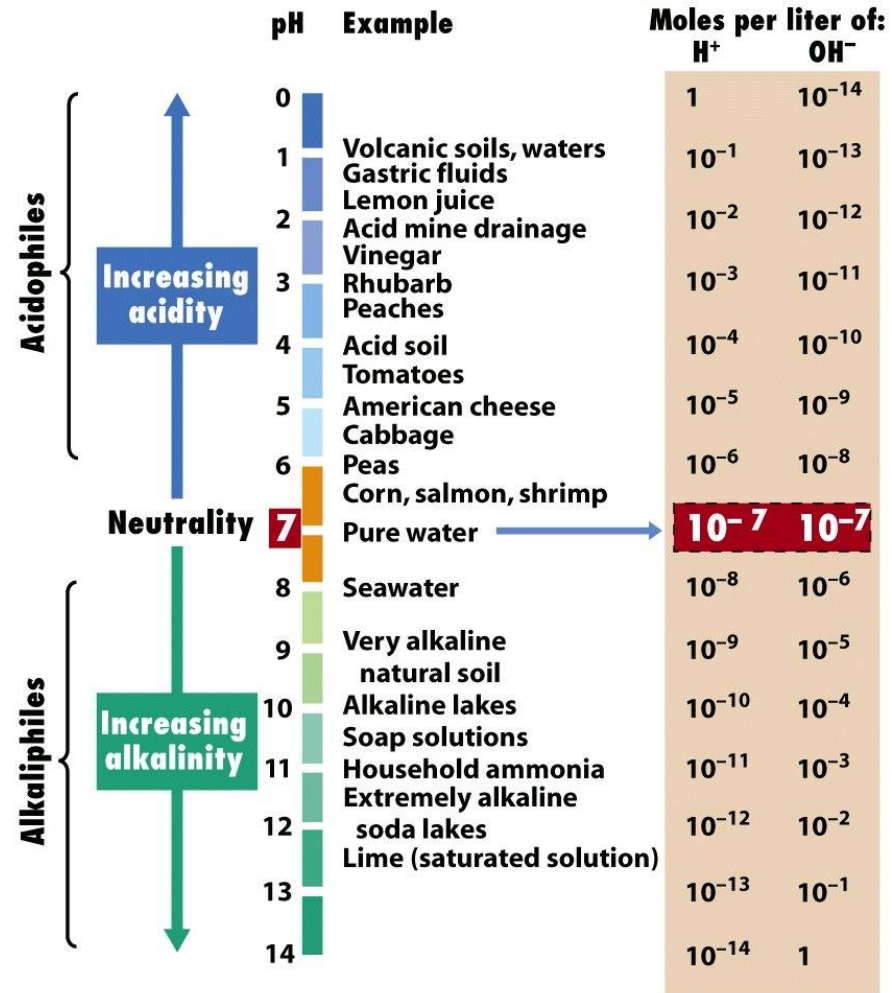 pH Example Moles per liter of:
H⁺ OH⁻
0 1 10⁻¹⁴
Volcanic soils, waters
1 10⁻¹ 10⁻¹³
Gastric fluids
Lemon juice
2 10⁻² 10⁻¹²
Acid mine drainage
Vinegar
Acidophiles
Increasing
acidity
3 Rhubarb 10⁻³ 10⁻¹¹
Peaches
4 Acid soil 10⁻⁴ 10⁻¹⁰
Tomatoes
5 American cheese 10⁻⁵ 10⁻⁹
Cabbage
6 Peas 10⁻⁶ 10⁻⁸
Corn, salmon, shrimp
Neutrality 7 Pure water 10⁻⁷ 10⁻⁷
8 Seawater 10⁻⁸ 10⁻⁶
Very alkaline
9 10⁻⁹ 10⁻⁵
natural soil
10 Alkaline lakes 10⁻¹⁰ 10⁻⁴
Alkaliphiles
Increasing
alkalinity
Soap solutions
11 Household ammonia 10⁻¹¹ 10⁻³
Extremely alkaline
12 soda lakes 10⁻¹² 10⁻²
Lime (saturated solution)
13 10⁻¹³ 10⁻¹
14 10⁻¹⁴ 1